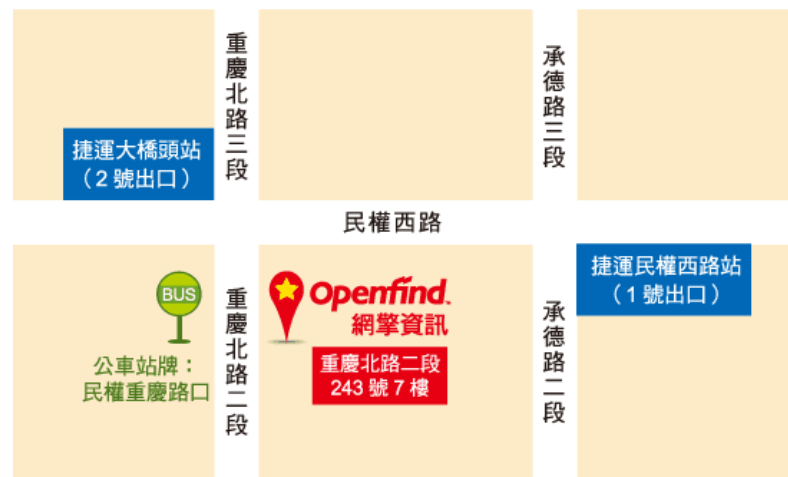 重慶北路三段
承德路三段
捷運大橋頭站
（2 號出口）
民權西路
捷運民權西路站
（1 號出口）
BUS
公車站牌：
民權重慶路口
重慶北路二段
Openfind.
網擎資訊
重慶北路二段
243 號 7 樓
承德路二段